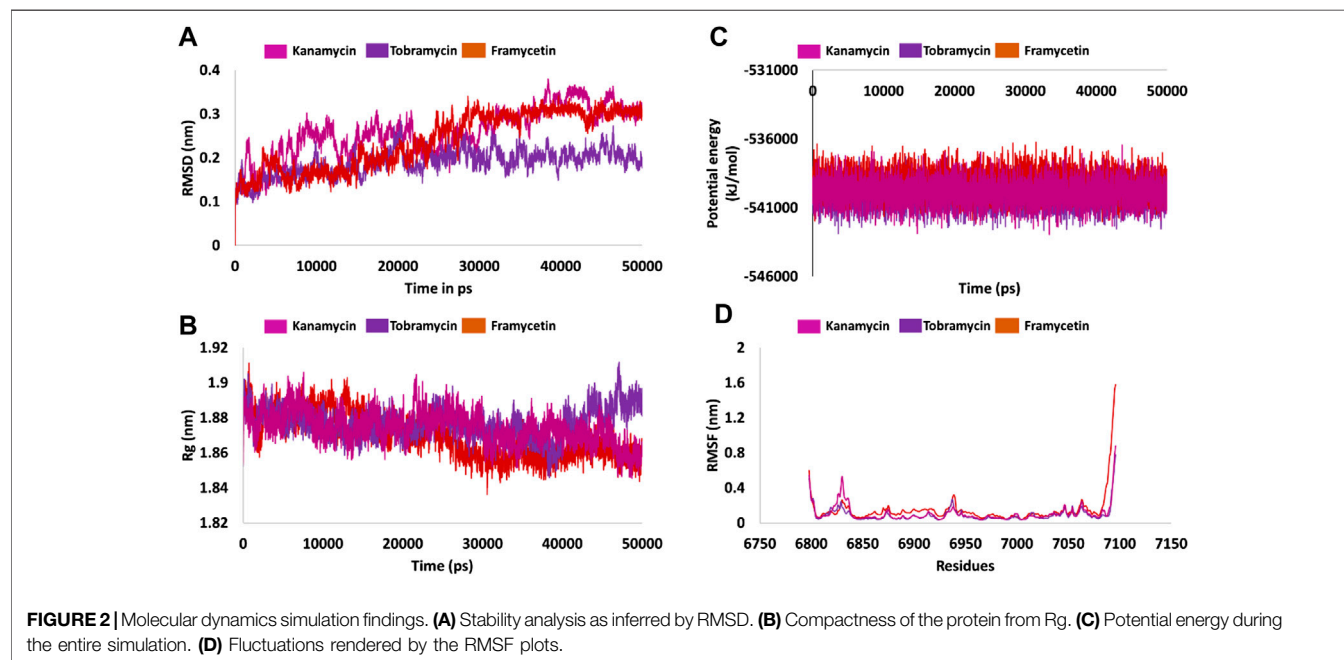 A
Kanamycin Tobramycin Framycetin
0.4
0.3
0.2
0.1
0
RMSD (nm)
0 10000 20000 30000 40000 50000
Time in ps
B
Kanamycin Tobramycin Framycetin
1.92
1.9
1.88
1.86
1.84
1.82
Rg (nm)
0 10000 20000 30000 40000 50000
Time (ps)
C
Kanamycin Tobramycin Framycetin
-531000
0 10000 20000 30000 40000 50000
-536000
-541000
-546000
Potential energy
(kJ/mol)
Time (ps)
D
Kanamycin Tobramycin Framycetin
2
1.6
1.2
0.8
0.4
0
RMSF (nm)
6750 6800 6850 6900 6950 7000 7050 7100 7150
Residues
FIGURE 2 | Molecular dynamics simulation findings. (A) Stability analysis as inferred by RMSD. (B) Compactness of the protein from Rg. (C) Potential energy during
the entire simulation. (D) Fluctuations rendered by the RMSF plots.